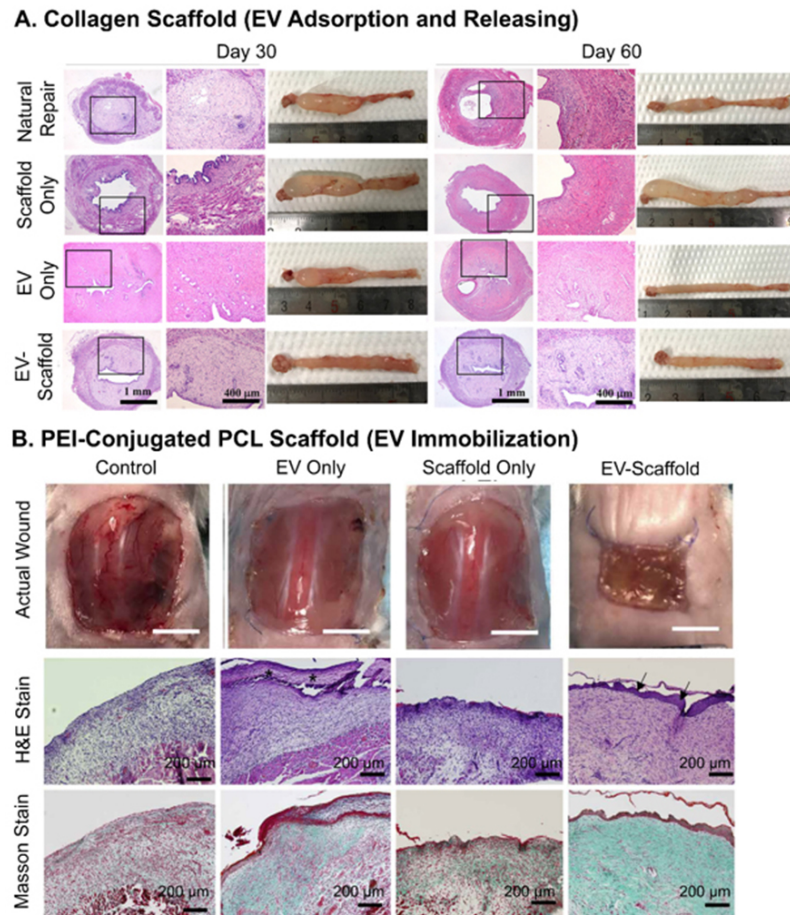 A. Collagen Scaffold (EV Adsorption and Releasing)
Day 30 Day 60
Natural Repair
Scaffold Only
EV Only
EV-Scaffold
1 mm 400 μm 1 mm 400 μm
B. PEI-Conjugated PCL Scaffold (EV Immobilization)
Control EV Only Scaffold Only EV-Scaffold
Actual Wound
H&E Stain
* *
200 μm 200 μm 200 μm 200 μm
Masson Stain
200 μm 200 μm 200 μm 200 μm